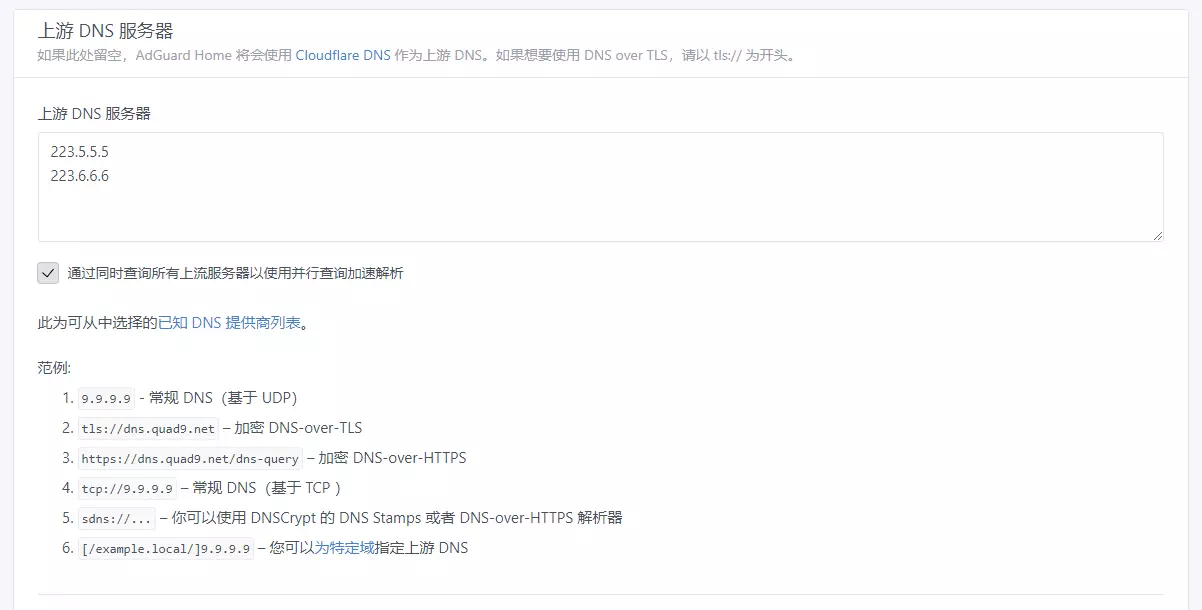 上游 DNS 服务器
如果此处留空，AdGuard Home 将会使用 Cloudflare DNS 作为上游 DNS。如果想要使用 DNS over TLS，请以 tls:// 为开头。
上游 DNS 服务器
223.5.5.5
223.6.6.6
通过同时查询所有上流服务器以使用并行查询加速解析
此为可从中选择的已知 DNS 提供商列表。
范例:
1. 9.9.9.9 - 常规 DNS（基于 UDP）
2. tls://dns.quad9.net – 加密 DNS-over-TLS
3. https://dns.quad9.net/dns-query – 加密 DNS-over-HTTPS
4. tcp://9.9.9.9 – 常规 DNS（基于 TCP ）
5. sdns://... – 你可以使用 DNSCrypt 的 DNS Stamps 或者 DNS-over-HTTPS 解析器
6. [/example.local/]9.9.9.9 – 您可以为特定域指定上游 DNS